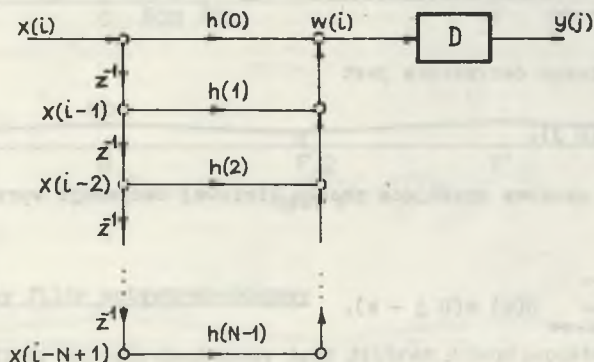 x(i) h(0) w(i) D y(j)
z⁻¹
x(i-1) h(1)
z⁻¹
x(i-2) h(2)
z⁻¹
z⁻¹
x(i-N+1) h(N-1)